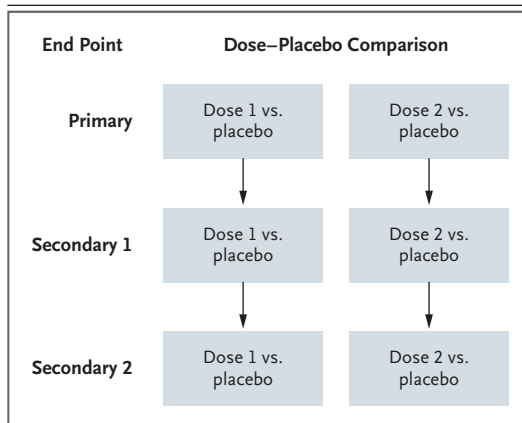 End Point
Dose–Placebo Comparison
Primary
Dose 1 vs.
placebo
Dose 2 vs.
placebo
Secondary 1
Dose 1 vs.
placebo
Dose 2 vs.
placebo
Secondary 2
Dose 1 vs.
placebo
Dose 2 vs.
placebo